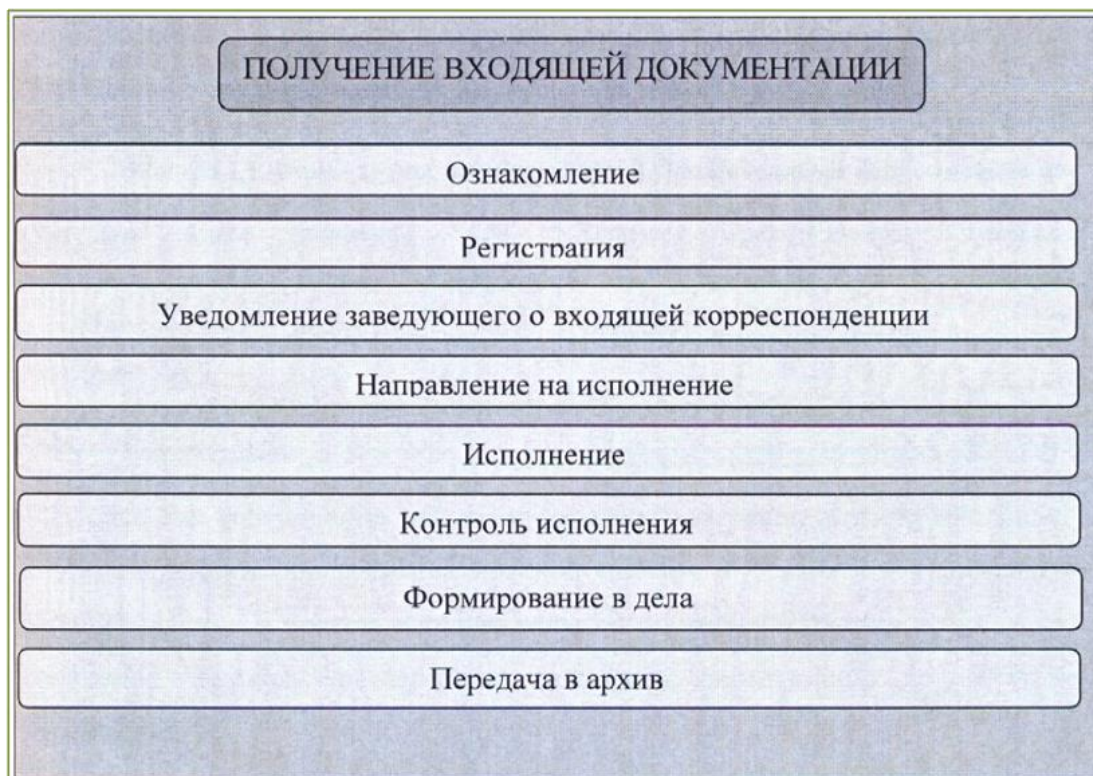 ПОЛУЧЕНИЕ ВХОДЯЩЕЙ ДОКУМЕНТАЦИИ
Ознакомление
Регистрация
Уведомление заведующего о входящей корреспонденции
Направление на исполнение
Исполнение
Контроль исполнения
Формирование в дела
Передача в архив